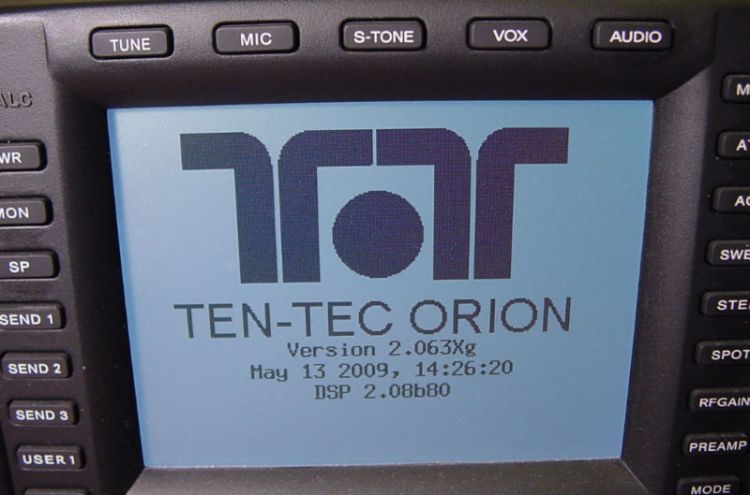 TUNE
MIC
S-TONE
VOX
AUDIO
ALC
MON
SP
SEND 1
SEND 2
SEND 3
USER 1
TEN-TEC ORION
Version 2.063Xg
May 13 2009, 14:26:20
DSP 2.08b80
SPOT
RFGAIN
PREAMP
MODE